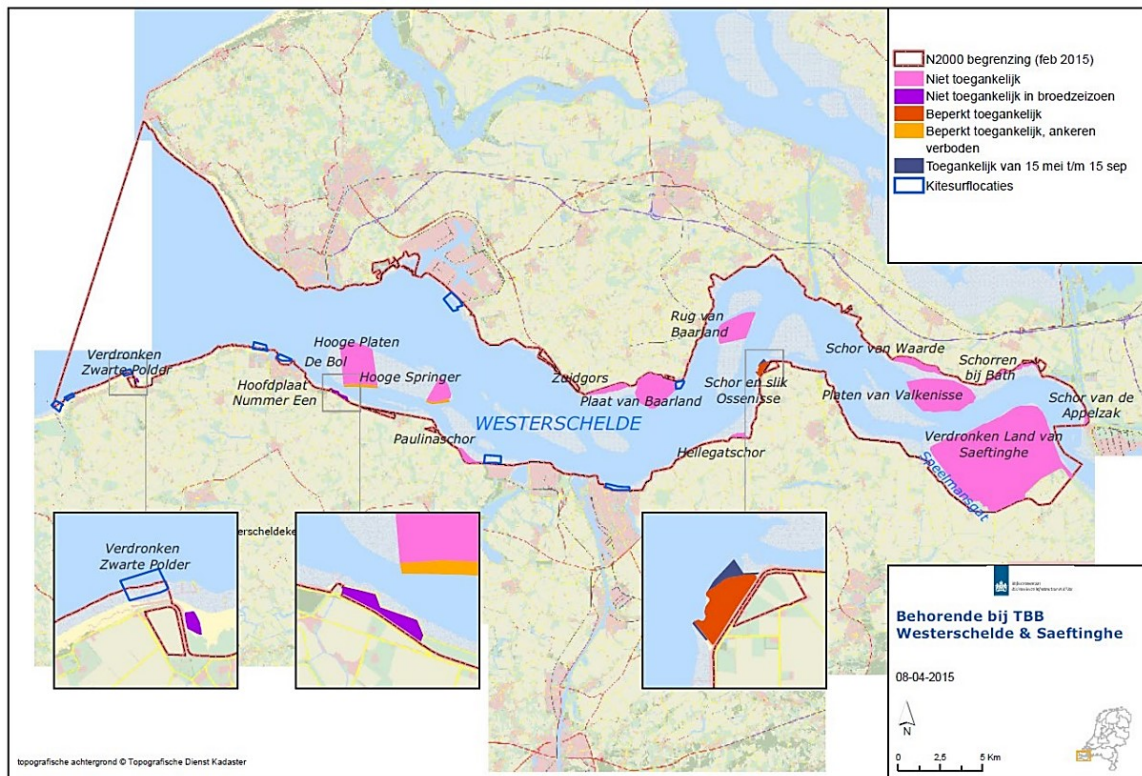 N2000 begrenzing (feb 2015)
Niet toegankelijk
Niet toegankelijk in broedzeizoen
Beperkt toegankelijk
Beperkt toegankelijk, ankeren
verboden
Toegankelijk van 15 mei t/m 15 sep
Kitesurflocaties
Rug van
Baarland
Hooge Platen
De Bol
Verdronken
Zwarte Polder
Hooge Springer
Hoofdplaat
Nummer Een
Zuidgors
Plaat van Baarland
Schor en slik
Ossenisse
Schor van Waarde
Schorren
bij Bath
Platen van Valkenisse
Schor van de
Appelzak
WESTERSCHELDE
Paulinaschor
Hellegatschor
Verdronken Land van
Saeftinghe
Speelmansgat
Verdronken
Zwarte Polder
erscheldeke
Behorende bij TBB
Westerschelde & Saeftinghe
08-04-2015
N
0 2,5 5 Km
topografische achtergrond © Topografische Dienst Kadaster